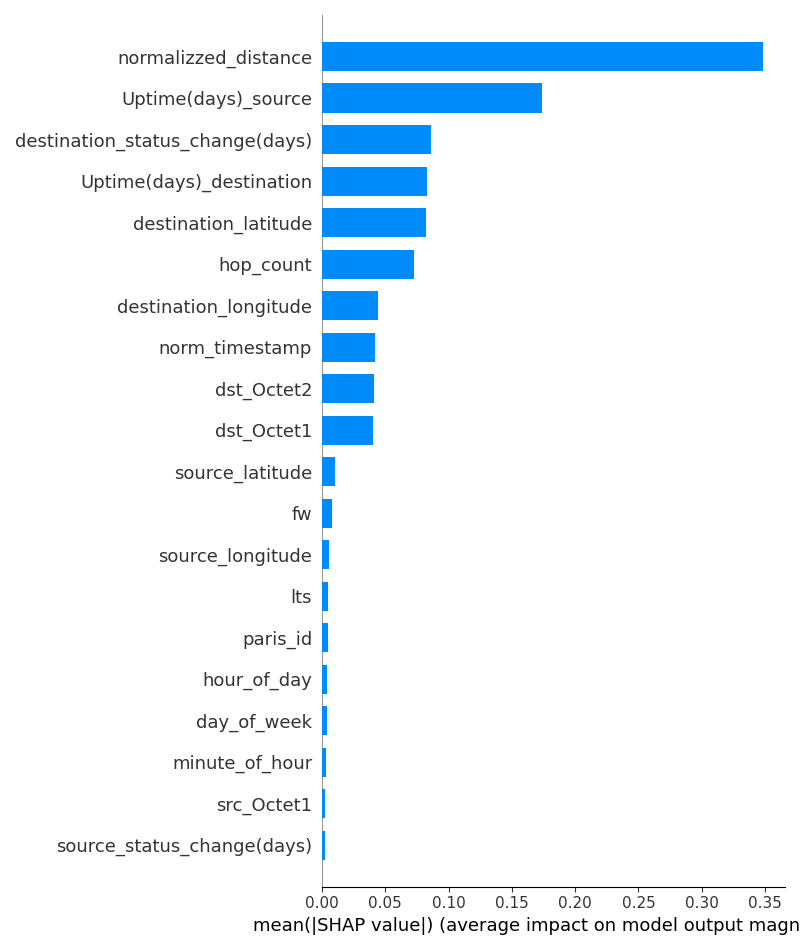 normalizzed_distance
Uptime(days)_source
destination_status_change(days)
Uptime(days)_destination
destination_latitude
hop_count
destination_longitude
norm_timestamp
dst_Octet2
dst_Octet1
source_latitude
fw
source_longitude
lts
paris_id
hour_of_day
day_of_week
minute_of_hour
src_Octet1
source_status_change(days)
0.00 0.05 0.10 0.15 0.20 0.25 0.30 0.35
mean(|SHAP value|) (average impact on model output magn